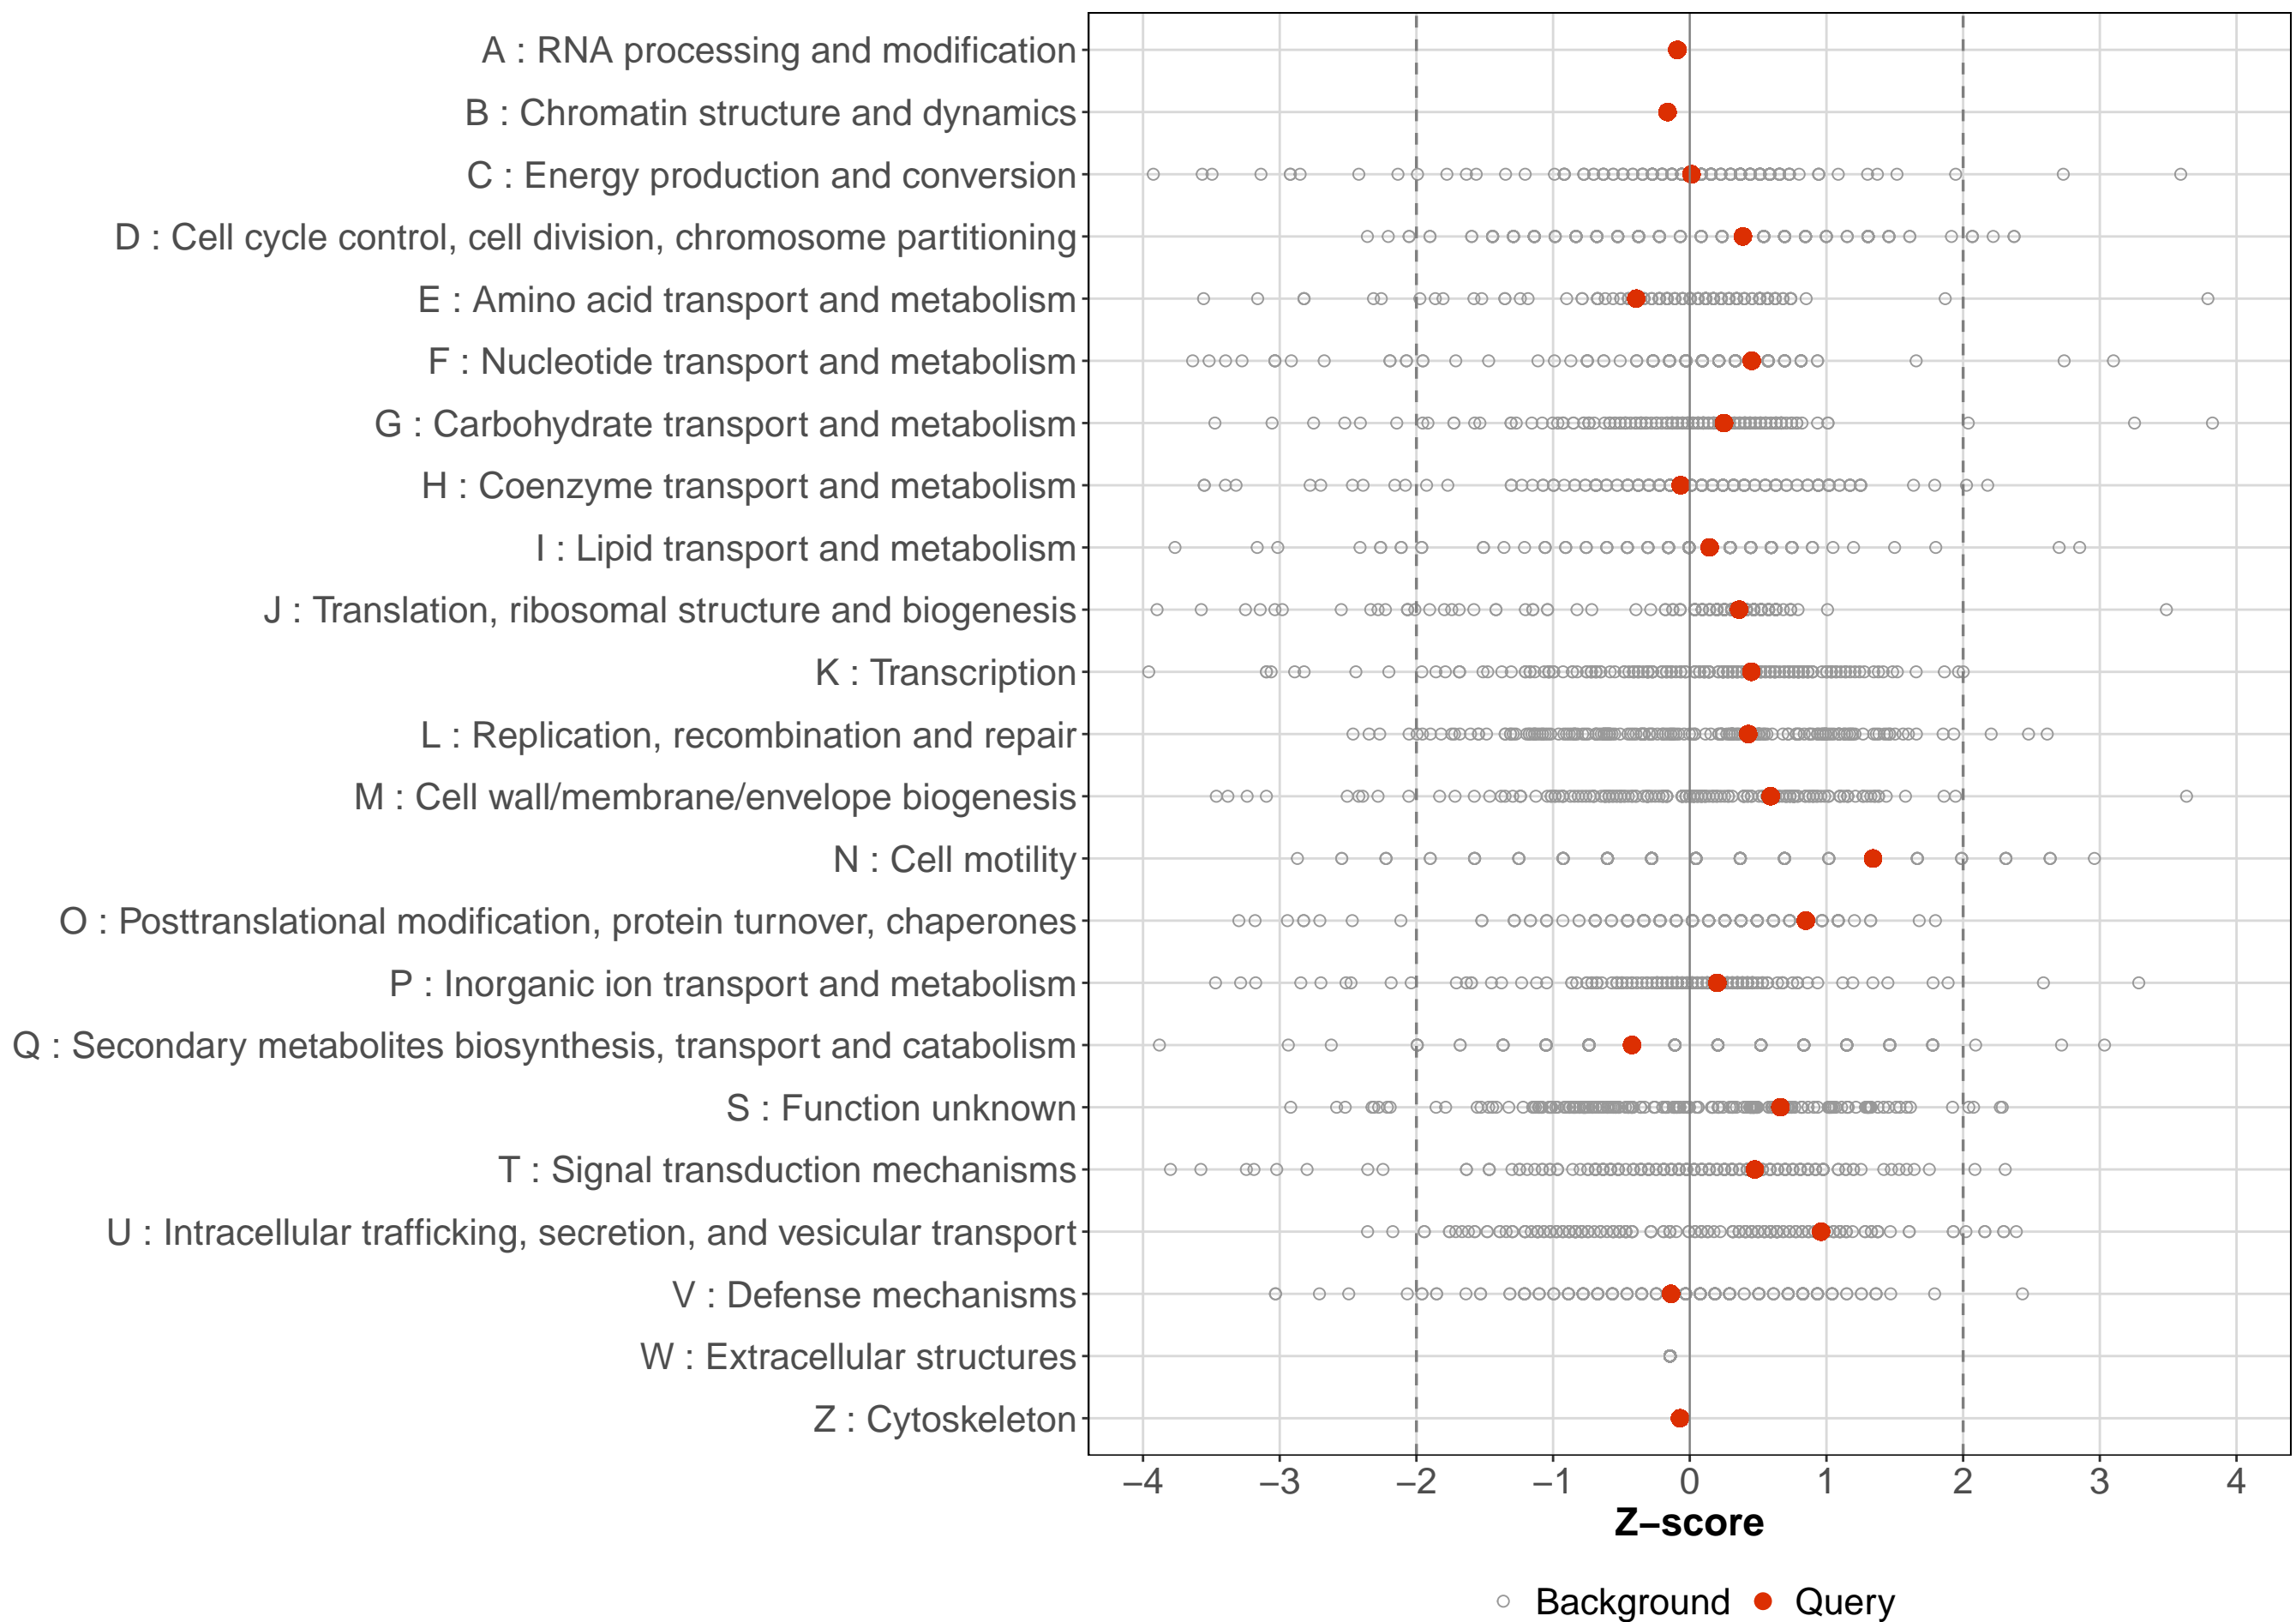 A : RNA processing and modification
B : Chromatin structure and dynamics
C : Energy production and conversion
D : Cell cycle control, cell division, chromosome partitioning
E : Amino acid transport and metabolism
F : Nucleotide transport and metabolism
G : Carbohydrate transport and metabolism
H : Coenzyme transport and metabolism
I : Lipid transport and metabolism
J : Translation, ribosomal structure and biogenesis
K : Transcription
L : Replication, recombination and repair
M : Cell wall/membrane/envelope biogenesis
N : Cell motility
O : Posttranslational modification, protein turnover, chaperones
P : Inorganic ion transport and metabolism
Q : Secondary metabolites biosynthesis, transport and catabolism
S : Function unknown
T : Signal transduction mechanisms
U : Intracellular trafficking, secretion, and vesicular transport
V : Defense mechanisms
W : Extracellular structures
Z : Cytoskeleton
−4 −3 −2 −1 0 1 2 3 4
Z−score
Background Query